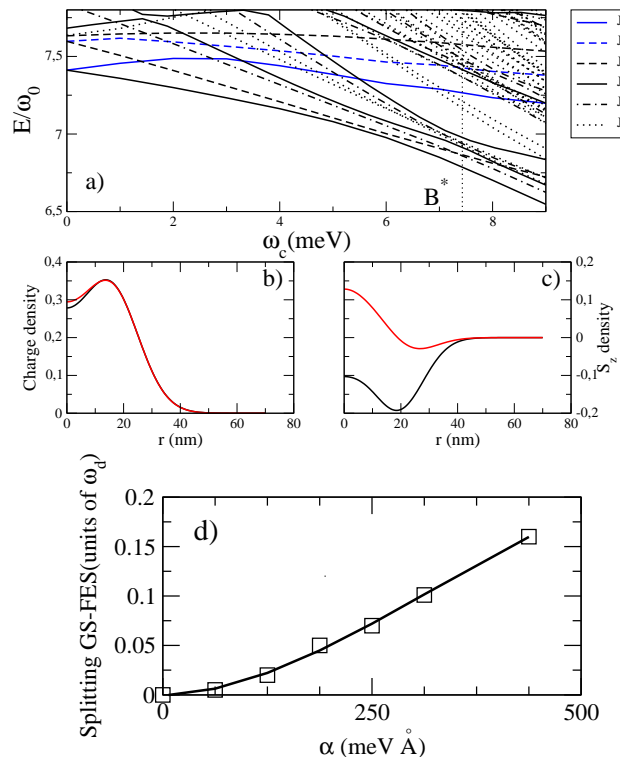 E/ω₀
7.5
7
6.5
a)
B*
0
2
4
6
8
ω_c(meV)
J
J
J
J
J
J
b)
Charge density
0,4
0,3
0,2
0,1
0
0
20
40
60
80
r (nm)
c)
S_z density
0,2
0,1
0
-0,1
-0,2
0
20
40
60
80
r (nm)
d)
Splitting GS-FES(units of ω_d)
0.2
0.15
0.1
0.05
0
0
250
500
α (meV Å)